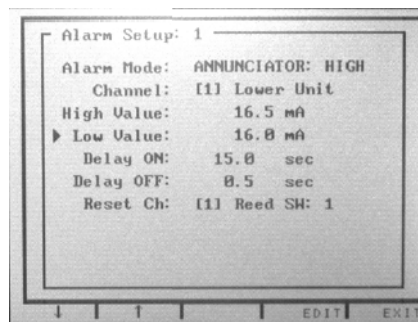 Alarm Setup: 1
Alarm Mode: ANNUNCIATOR: HIGH
Channel: [1] Lower Unit
High Value: 16.5 mA
Low Value: 16.0 mA
Delay ON: 15.0 sec
Delay OFF: 0.5 sec
Reset Ch: [1] Reed SW: 1
↓ ↑ EDIT EXIT